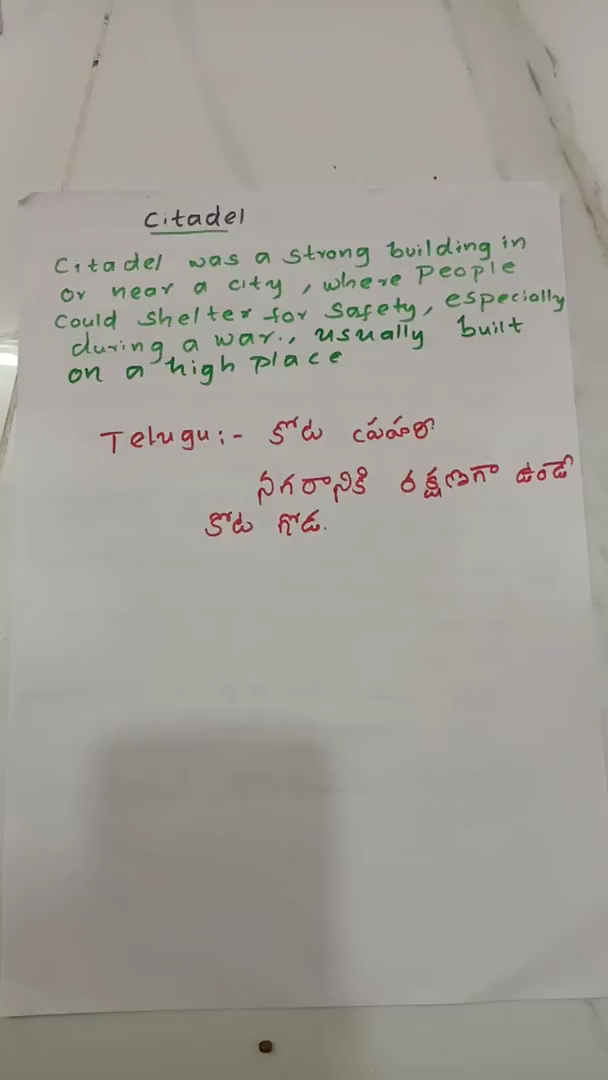 Citadel
Citadel was a strong building in
or near a city, where people
could shelter for safety, especially
during a war., usually built
on a high place
Telugu:- కోట ప్రహరా
నగరానికి రక్షణగా ఉండే
కోట గోడ.